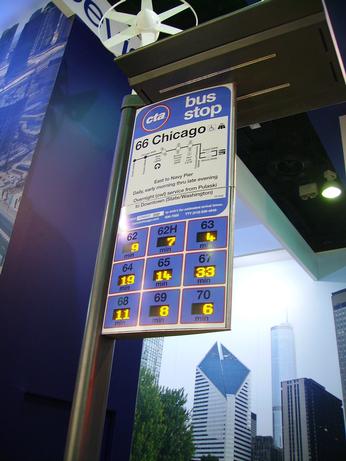 cta
bus
stop
66 Chicago
East to Navy Pier
Daily, early morning thru late evening
Overnight (owl) service from Pulaski
to Downtown (State/Washington)
62 62H 63
9 7 4
min min min
64 65 67
19 14 33
min min min
68 69 70
11 8 6
min min min